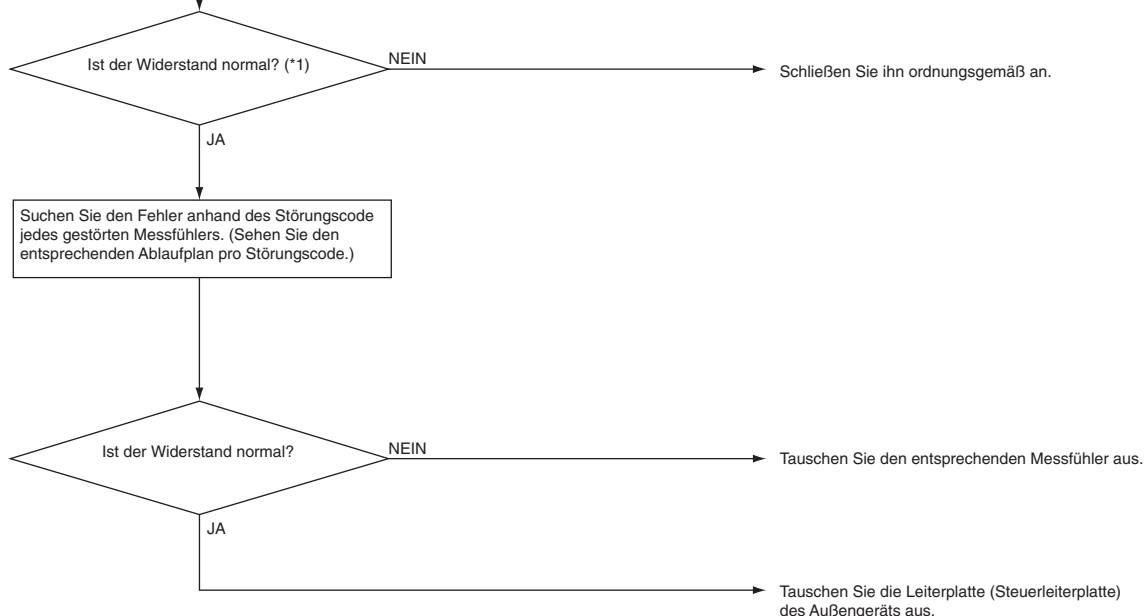 Ist der Widerstand normal? (*1)
NEIN
Schließen Sie ihn ordnungsgemäß an.
JA
Suchen Sie den Fehler anhand des Störungscode
jedes gestörten Messfühlers. (Sehen Sie den
entsprechenden Ablaufplan pro Störungscode.)
Ist der Widerstand normal?
NEIN
Tauschen Sie den entsprechenden Messfühler aus.
JA
Tauschen Sie die Leiterplatte (Steuerleiterplatte)
des Außengeräts aus.